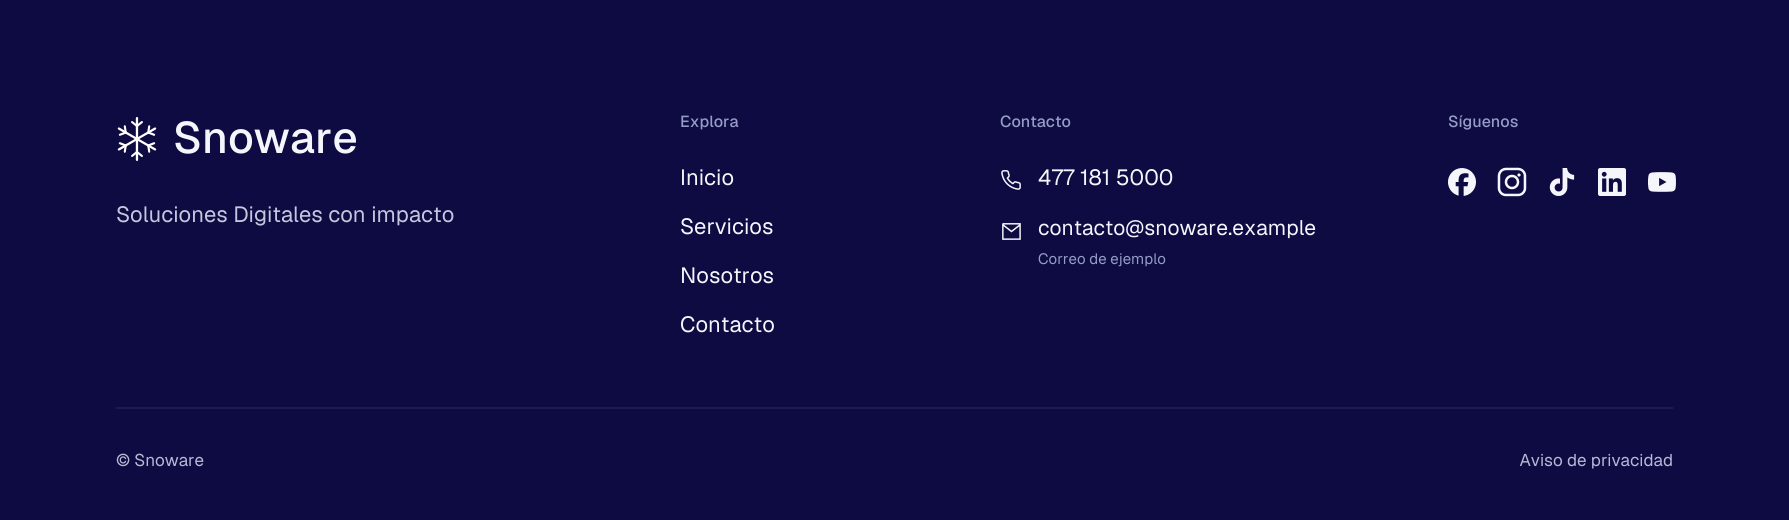 Snoware
Soluciones Digitales con impacto
Explora
Inicio
Servicios
Nosotros
Contacto
Contacto
477 181 5000
contacto@snoware.example
Correo de ejemplo
Síguenos
© Snoware
Aviso de privacidad